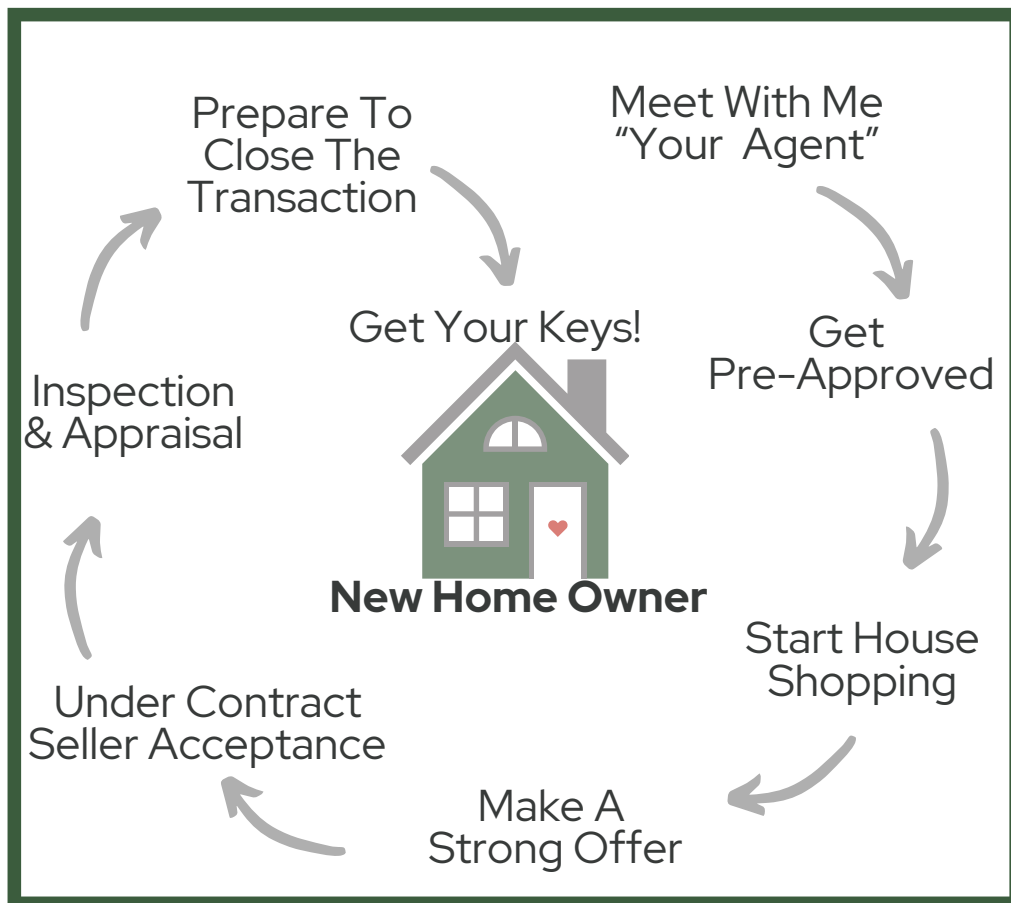 Meet With Me
“Your  Agent”
Get
Pre-Approved
Start House
Shopping
Make A
Strong Offer
Under Contract
Seller Acceptance
Inspection
& Appraisal
Prepare To
Close The
Transaction
Get Your Keys!
New Home Owner